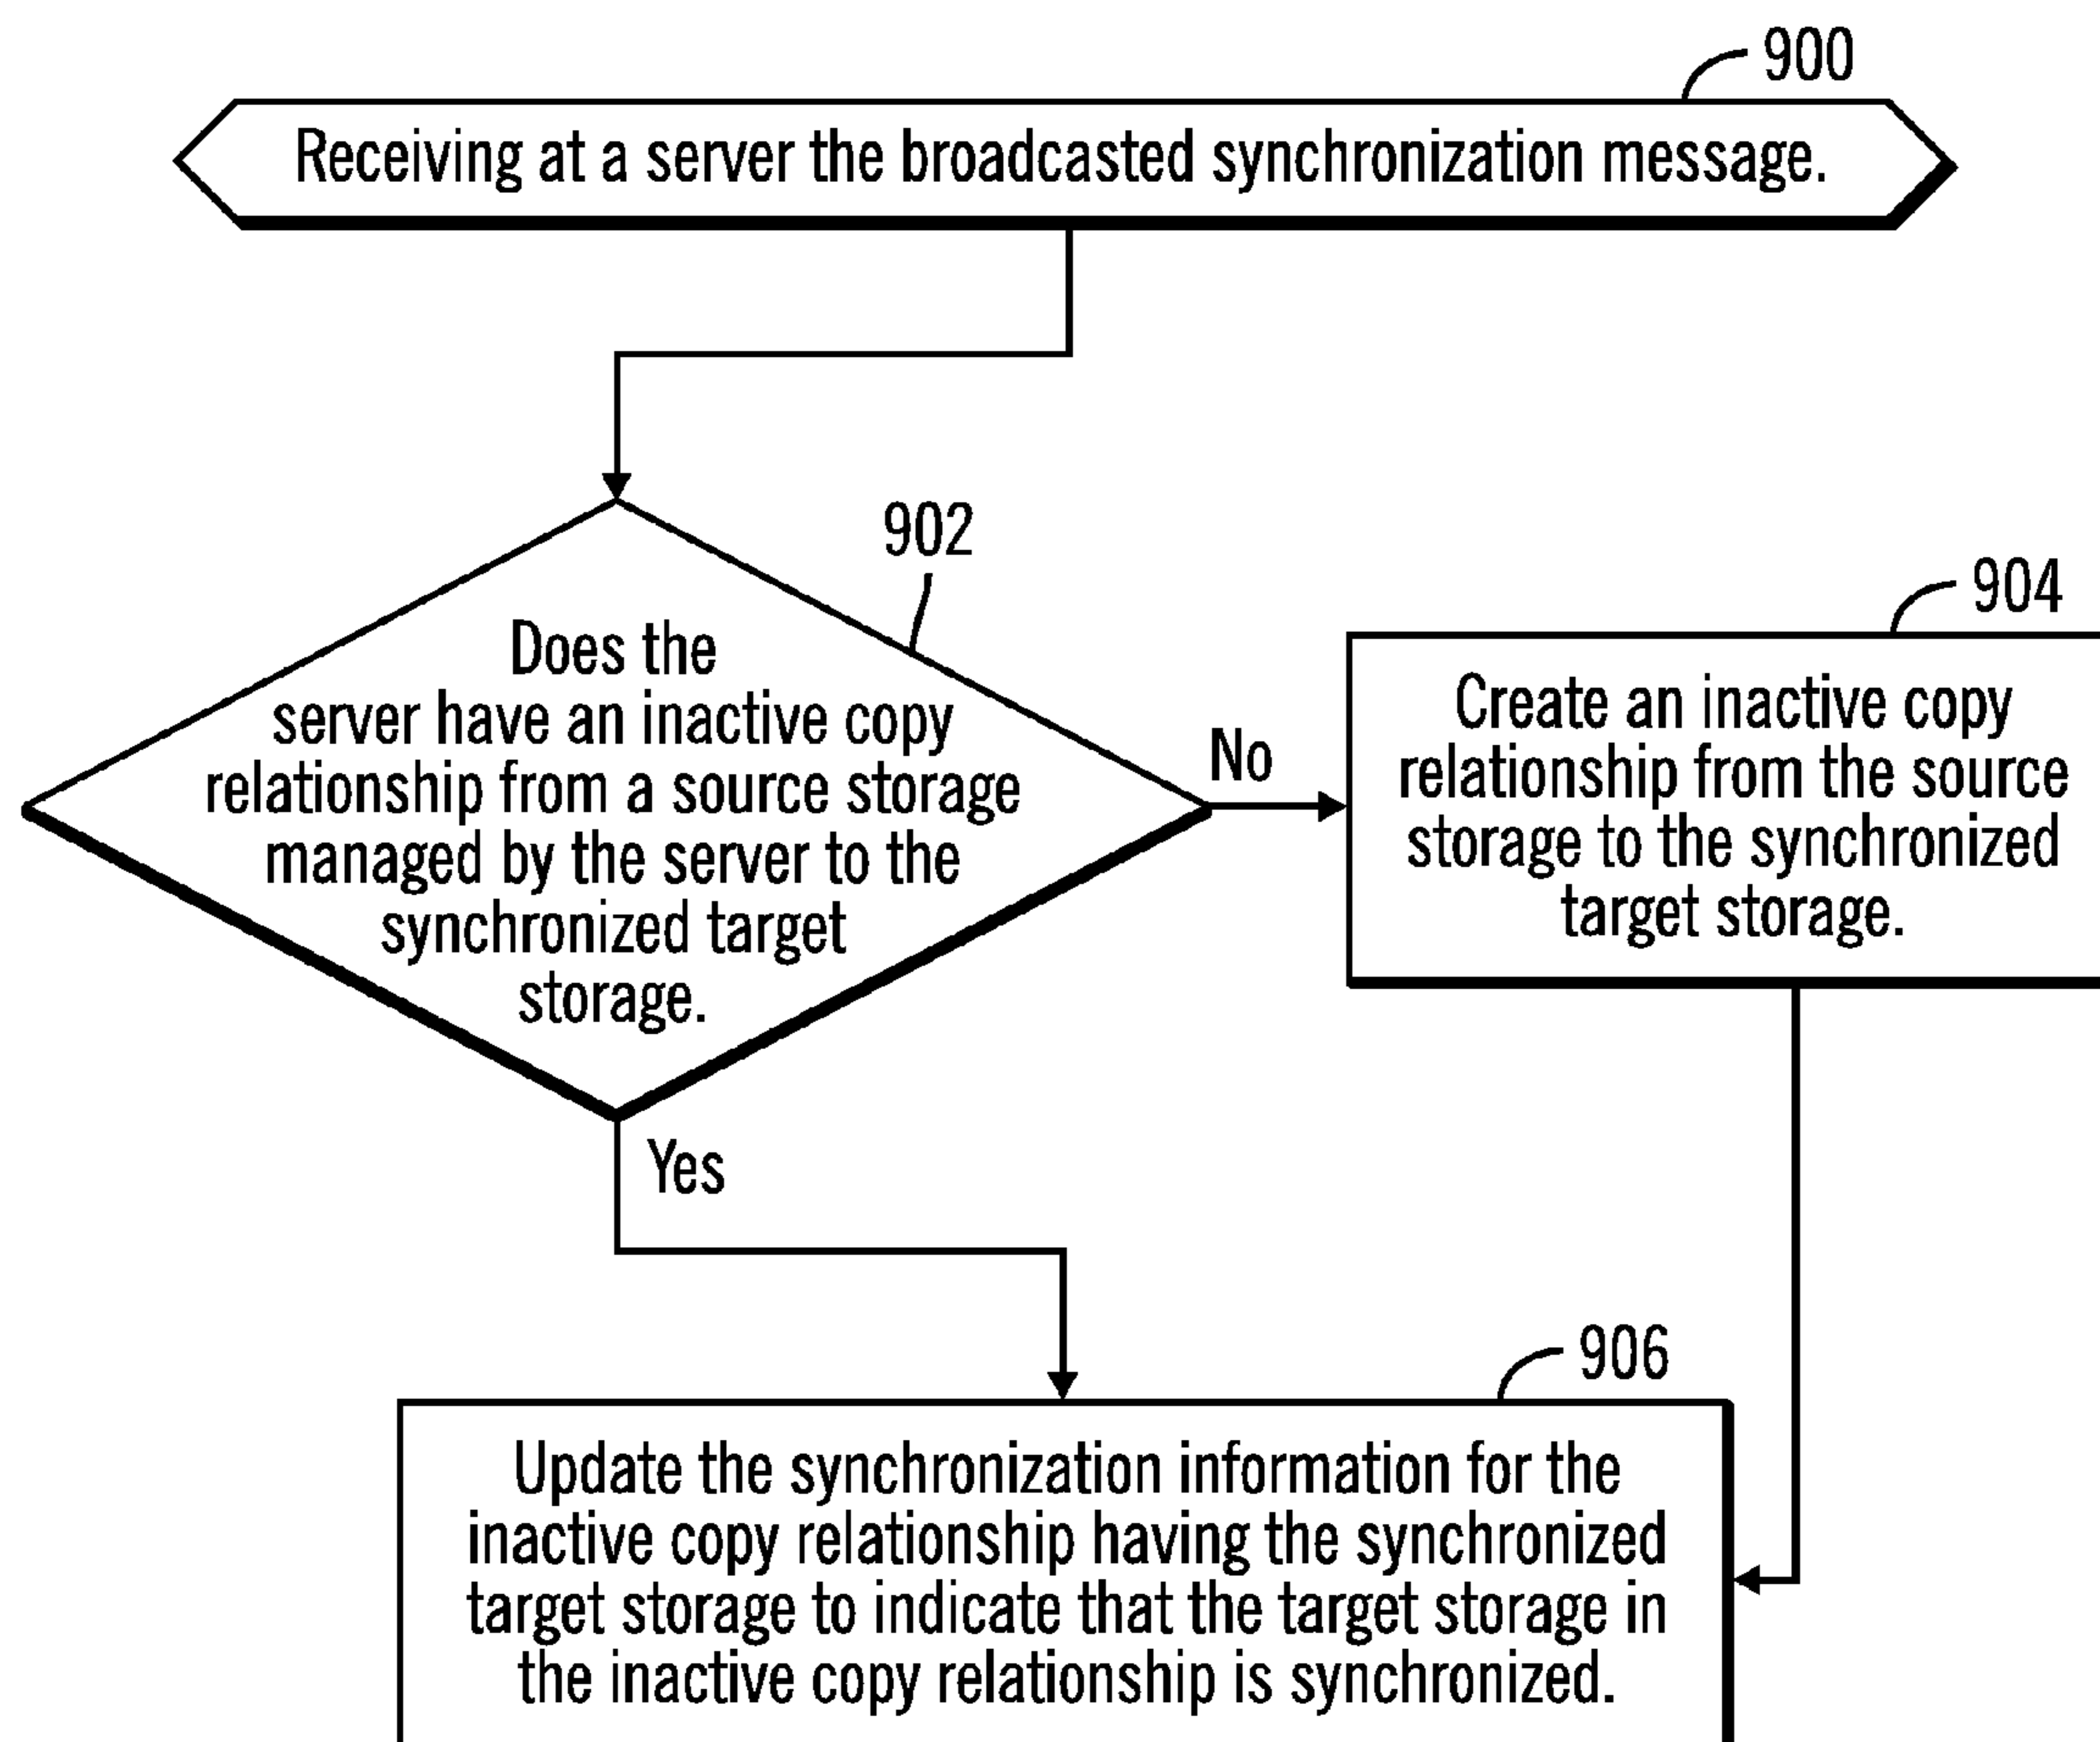 900
Receiving at a server the broadcasted synchronization message.
902
Does the
server have an inactive copy
relationship from a source storage
managed by the server to the
synchronized target
storage.
No
904
Create an inactive copy
relationship from the source
storage to the synchronized
target storage.
Yes
906
Update the synchronization information for the
inactive copy relationship having the synchronized
target storage to indicate that the target storage in
the inactive copy relationship is synchronized.